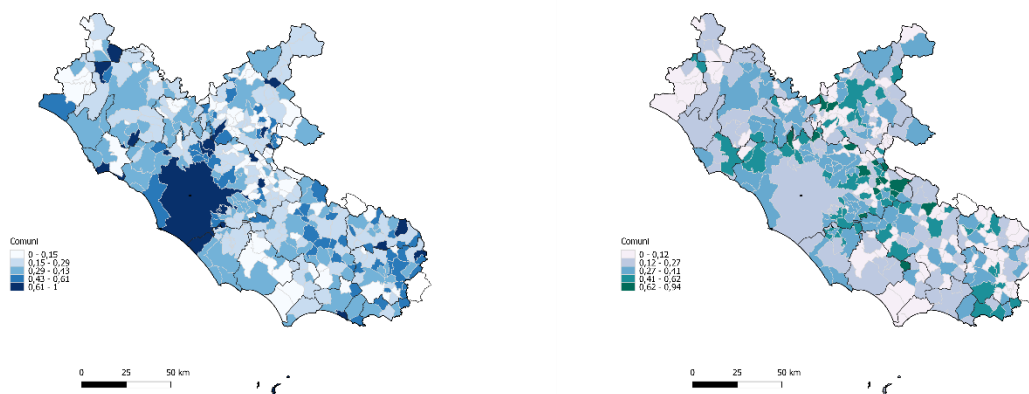 Comuni
0 - 0,15
0,15 - 0,29
0,29 - 0,43
0,43 - 0,61
0,61 - 1
0 25 50 km
Comuni
0 - 0,12
0,12 - 0,27
0,27 - 0,41
0,41 - 0,62
0,62 - 0,94
0 25 50 km